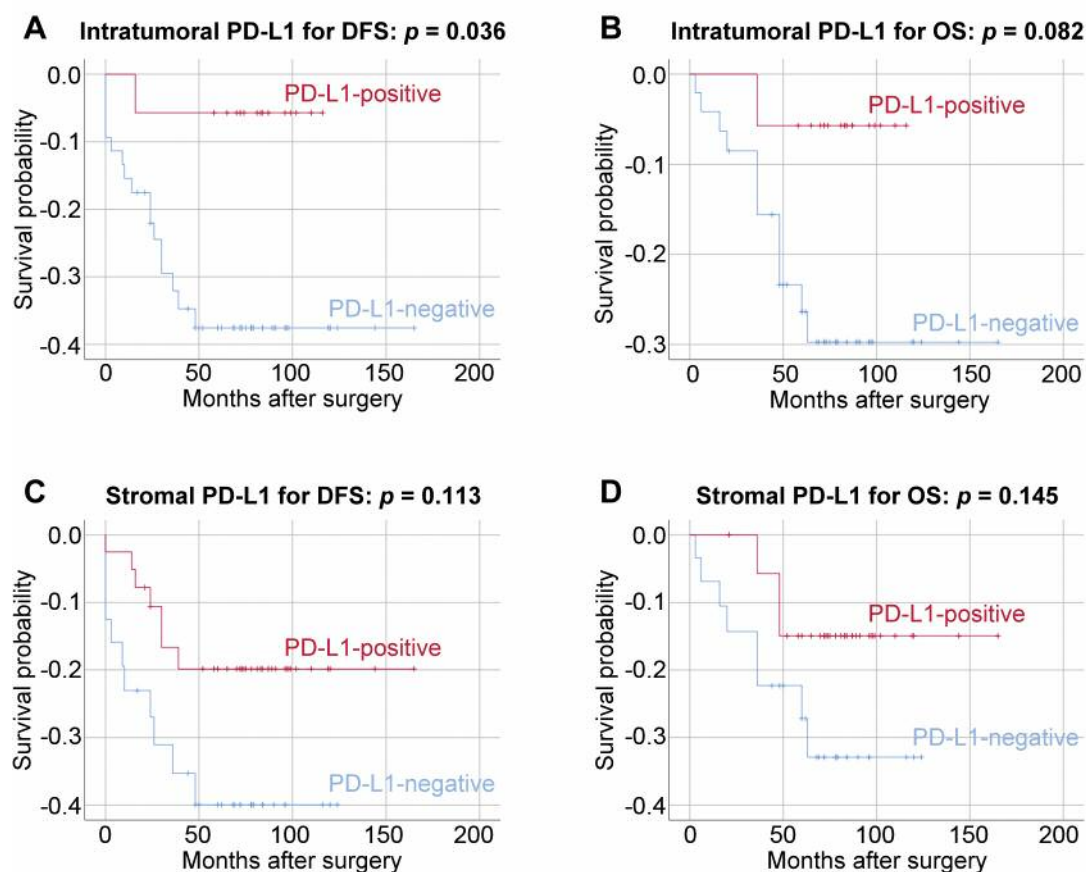 A Intratumoral PD-L1 for DFS: p = 0.036
0.0
-0.1
-0.2
-0.3
-0.4
Survival probability
PD-L1-positive
PD-L1-negative
0 50 100 150 200
Months after surgery
B Intratumoral PD-L1 for OS: p = 0.082
0.0
-0.1
-0.2
-0.3
Survival probability
PD-L1-positive
PD-L1-negative
0 50 100 150 200
Months after surgery
C Stromal PD-L1 for DFS: p = 0.113
0.0
-0.1
-0.2
-0.3
-0.4
Survival probability
PD-L1-positive
PD-L1-negative
0 50 100 150 200
Months after surgery
D Stromal PD-L1 for OS: p = 0.145
0.0
-0.1
-0.2
-0.3
-0.4
Survival probability
PD-L1-positive
PD-L1-negative
0 50 100 150 200
Months after surgery